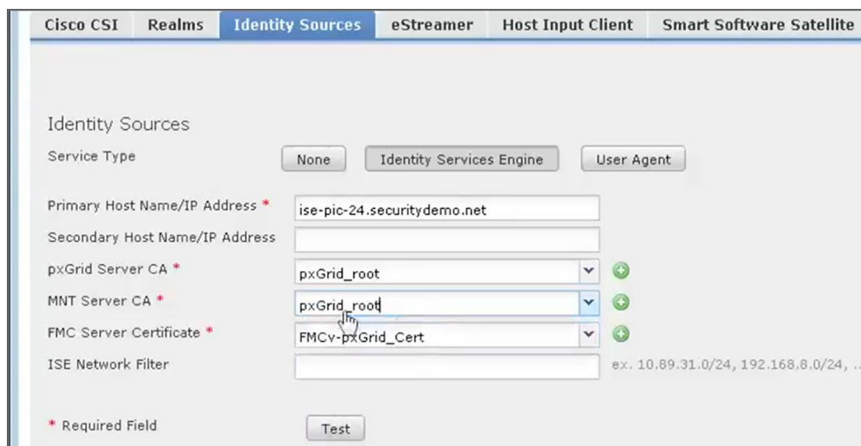 Cisco CSI Realms Identity Sources eStreamer Host Input Client Smart Software Satellite
Identity Sources
Service Type None Identity Services Engine User Agent
Primary Host Name/IP Address * ise-pic-24.securitydemo.net
Secondary Host Name/IP Address
pxGrid Server CA * pxGrid_root
MNT Server CA * pxGrid_root
FMC Server Certificate * FMCv-pxGrid_Cert
ISE Network Filter ex. 10.89.31.0/24, 192.168.8.0/24, ..
* Required Field Test